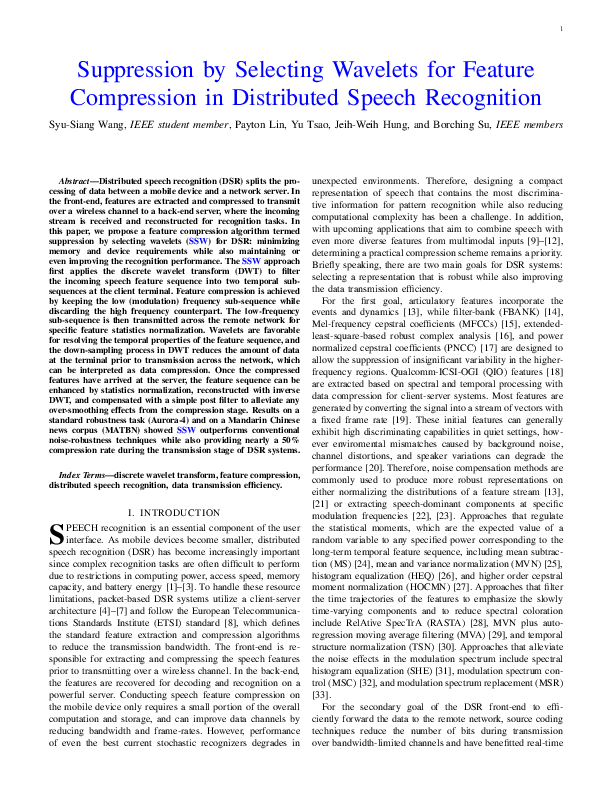 1
Suppression by Selecting Wavelets for Feature
Compression in Distributed Speech Recognition
Syu-Siang Wang, IEEE student member, Payton Lin, Yu Tsao, Jeih-Weih Hung, and Borching Su, IEEE members
Abstract—Distributed speech recognition (DSR) splits the pro-
cessing of data between a mobile device and a network server. In
the front-end, features are extracted and compressed to transmit
over a wireless channel to a back-end server, where the incoming
stream is received and reconstructed for recognition tasks. In
this paper, we propose a feature compression algorithm termed
suppression by selecting wavelets (SSW) for DSR: minimizing
memory and device requirements while also maintaining or
even improving the recognition performance. The SSW approach
first applies the discrete wavelet transform (DWT) to filter
the incoming speech feature sequence into two temporal sub-
sequences at the client terminal. Feature compression is achieved
by keeping the low (modulation) frequency sub-sequence while
discarding the high frequency counterpart. The low-frequency
sub-sequence is then transmitted across the remote network for
specific feature statistics normalization. Wavelets are favorable
for resolving the temporal properties of the feature sequence, and
the down-sampling process in DWT reduces the amount of data
at the terminal prior to transmission across the network, which
can be interpreted as data compression. Once the compressed
features have arrived at the server, the feature sequence can be
enhanced by statistics normalization, reconstructed with inverse
DWT, and compensated with a simple post filter to alleviate any
over-smoothing effects from the compression stage. Results on a
standard robustness task (Aurora-4) and on a Mandarin Chinese
news corpus (MATBN) showed SSW outperforms conventional
noise-robustness techniques while also providing nearly a 50%
compression rate during the transmission stage of DSR systems.
Index Terms—discrete wavelet transform, feature compression,
distributed speech recognition, data transmission efficiency.
I. INTRODUCTION
SPEECH recognition is an essential component of the user
interface. As mobile devices become smaller, distributed
speech recognition (DSR) has become increasingly important
since complex recognition tasks are often difficult to perform
due to restrictions in computing power, access speed, memory
capacity, and battery energy [1]–[3]. To handle these resource
limitations, packet-based DSR systems utilize a client-server
architecture [4]–[7] and follow the European Telecommunica-
tions Standards Institute (ETSI) standard [8], which defines
the standard feature extraction and compression algorithms
to reduce the transmission bandwidth. The front-end is re-
sponsible for extracting and compressing the speech features
prior to transmitting over a wireless channel. In the back-end,
the features are recovered for decoding and recognition on a
powerful server. Conducting speech feature compression on
the mobile device only requires a small portion of the overall
computation and storage, and can improve data channels by
reducing bandwidth and frame-rates. However, performance
of even the best current stochastic recognizers degrades in
unexpected environments. Therefore, designing a compact
representation of speech that contains the most discrimina-
tive information for pattern recognition while also reducing
computational complexity has been a challenge. In addition,
with upcoming applications that aim to combine speech with
even more diverse features from multimodal inputs [9]–[12],
determining a practical compression scheme remains a priority.
Briefly speaking, there are two main goals for DSR systems:
selecting a representation that is robust while also improving
the data transmission efficiency.
For the first goal, articulatory features incorporate the
events and dynamics [13], while filter-bank (FBANK) [14],
Mel-frequency cepstral coefficients (MFCCs) [15], extended-
least-square-based robust complex analysis [16], and power
normalized cepstral coefficients (PNCC) [17] are designed to
allow the suppression of insignificant variability in the higher-
frequency regions. Qualcomm-ICSI-OGI (QIO) features [18]
are extracted based on spectral and temporal processing with
data compression for client-server systems. Most features are
generated by converting the signal into a stream of vectors with
a fixed frame rate [19]. These initial features can generally
exhibit high discriminating capabilities in quiet settings, how-
ever enviromental mismatches caused by background noise,
channel distortions, and speaker variations can degrade the
performance [20]. Therefore, noise compensation methods are
commonly used to produce more robust representations on
either normalizing the distributions of a feature stream [13],
[21] or extracting speech-dominant components at specific
modulation frequencies [22], [23]. Approaches that regulate
the statistical moments, which are the expected value of a
random variable to any specified power corresponding to the
long-term temporal feature sequence, including mean subtrac-
tion (MS) [24], mean and variance normalization (MVN) [25],
histogram equalization (HEQ) [26], and higher order cepstral
moment normalization (HOCMN) [27]. Approaches that filter
the time trajectories of the features to emphasize the slowly
time-varying components and to reduce spectral coloration
include RelAtive SpecTrA (RASTA) [28], MVN plus auto-
regression moving average filtering (MVA) [29], and temporal
structure normalization (TSN) [30]. Approaches that alleviate
the noise effects in the modulation spectrum include spectral
histogram equalization (SHE) [31], modulation spectrum con-
trol (MSC) [32], and modulation spectrum replacement (MSR)
[33].
For the secondary goal of the DSR front-end to effi-
ciently forward the data to the remote network, source coding
techniques reduce the number of bits during transmission
over bandwidth-limited channels and have benefitted real-time